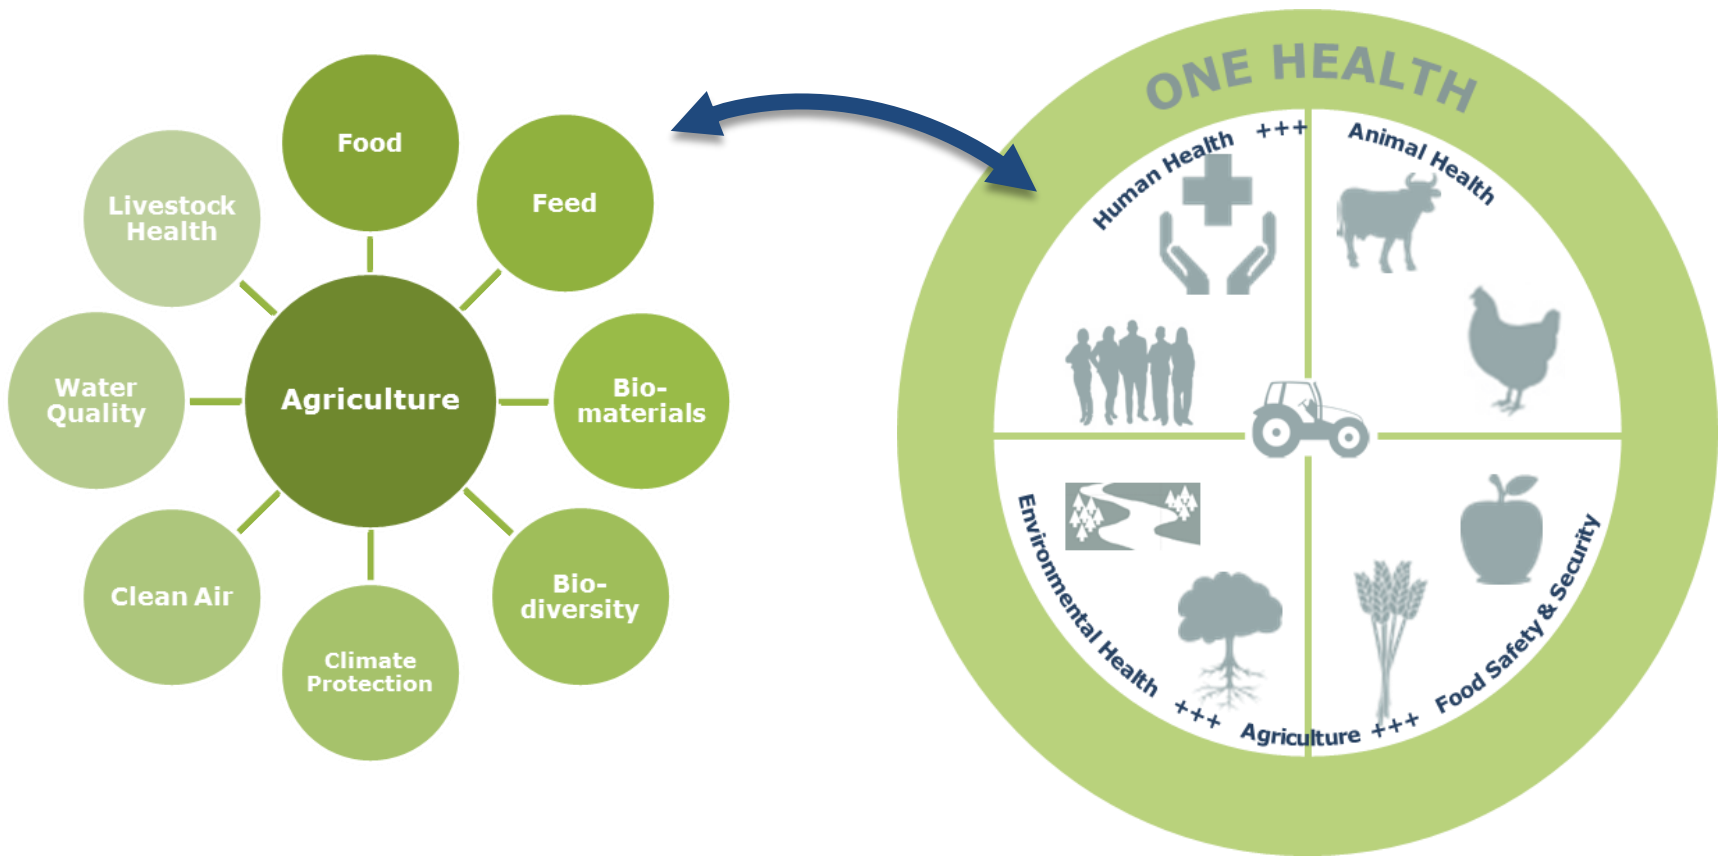 Food
Feed
Livestock
Health
Agriculture
Water
Quality
Bio-
materials
Clean Air
Bio-
diversity
Climate
Protection
ONE HEALTH
Human Health +++ Animal Health
Environmental Health +++ Agriculture +++ Food Safety & Security